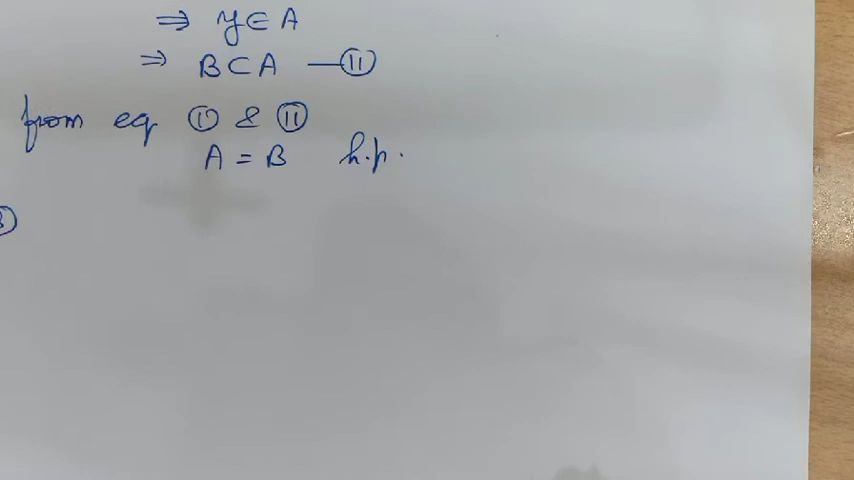 ⇒ y ∈ A
⇒ B ⊂ A —(II)
from eq (I) & (II)
A = B h.p.